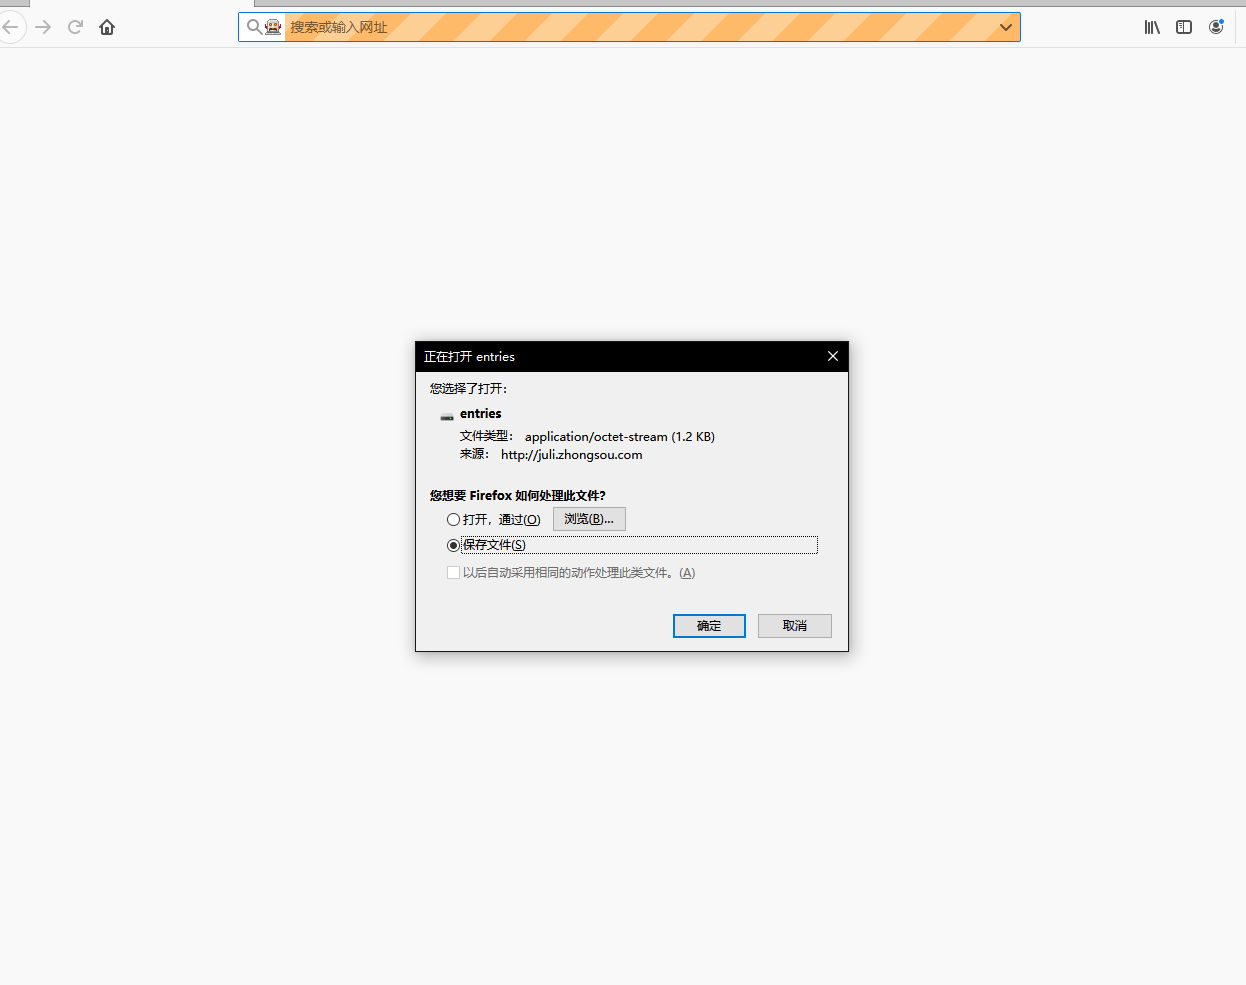 搜索或输入网址
正在打开 entries
您选择了打开：
entries
文件类型： application/octet-stream (1.2 KB)
来源： http://juli.zhongsou.com
您想要 Firefox 如何处理此文件？
打开，通过(O) 浏览(B)...
保存文件(S)
以后自动采用相同的动作处理此类文件。(A)
确定 取消